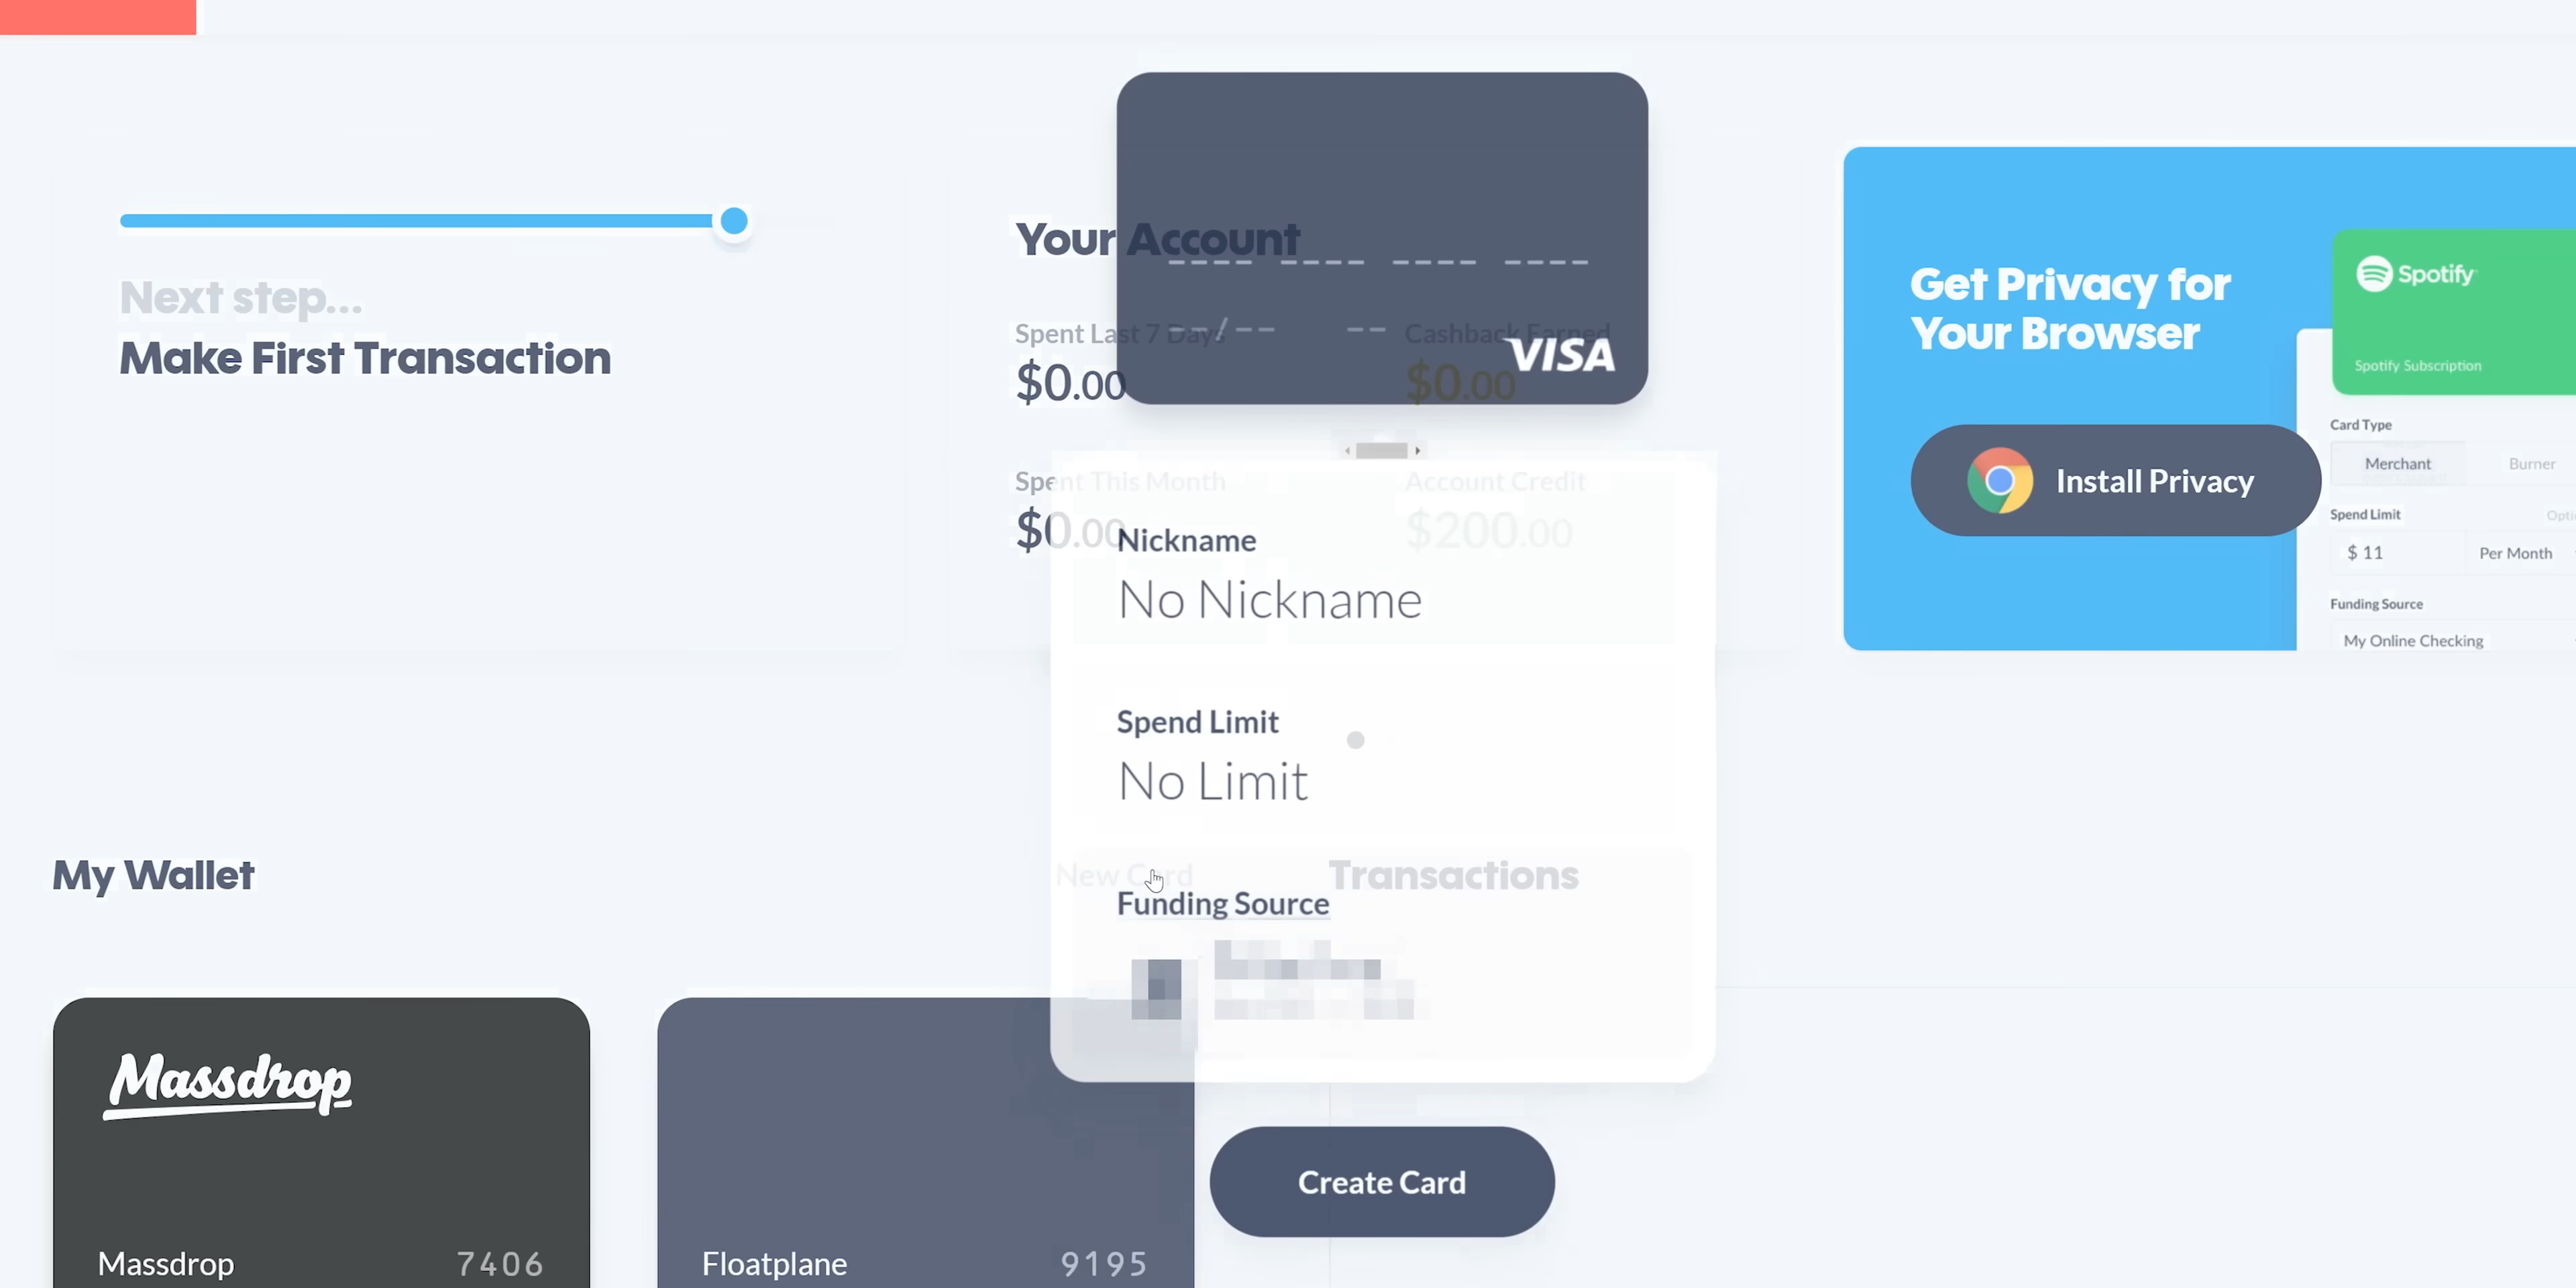 Next step...
Make First Transaction
Your Account
Spent Last 7 Days
$0.00
Cashback Earned
$0.00
Spent This Month
$0.00
Account Credit
$200.00
---- ---- ---- ----
--/-- --
VISA
Nickname
No Nickname
Spend Limit
No Limit
Funding Source
Create Card
Get Privacy for
Your Browser
Install Privacy
Spotify
Spotify Subscription
Card Type
Merchant
Burner
Spend Limit
Opti
$ 11
Per Month
Funding Source
My Online Checking
My Wallet
New Card
Transactions
Massdrop
Massdrop 7406
Floatplane 9195